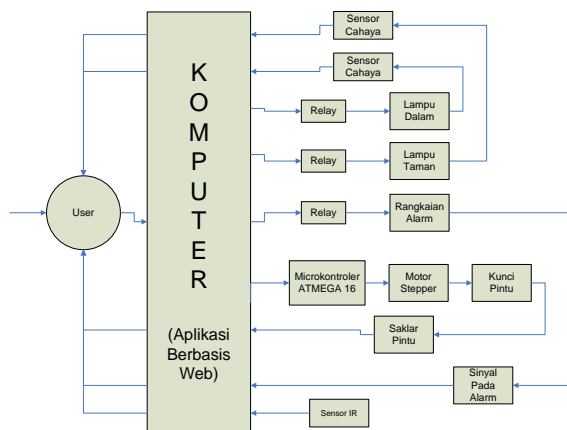 Sensor
Cahaya
Sensor
Cahaya
Relay
Lampu
Dalam
Relay
Lampu
Taman
User
Relay
Rangkaian
Alarm
KOMPUTER
(Aplikasi
Berbasis
Web)
Microkontroler
ATMEGA 16
Motor
Stepper
Kunci
Pintu
Saklar
Pintu
Sinyal
Pada
Alarm
Sensor IR